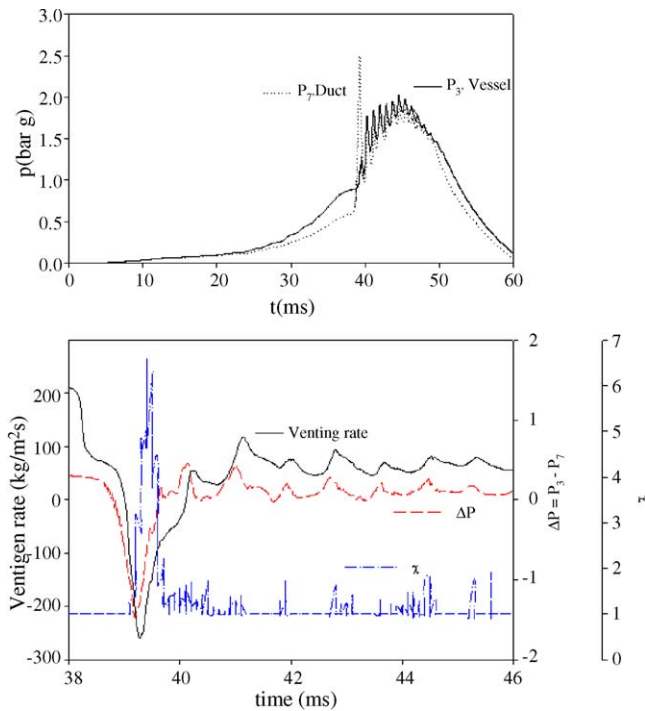 3.0
2.5
2.0
1.5
1.0
0.5
0.0
p(bar g)
P7.Duct
P3. Vessel
0 10 20 30 40 50 60
t(ms)
200
100
0
-100
-200
-300
Ventigen rate (kg/m²s)
Venting rate
ΔP
χ
2
1
0
-1
-2
ΔP = P3 - P7
7
6
5
4
3
2
1
0
χ
38 40 42 44 46
time (ms)